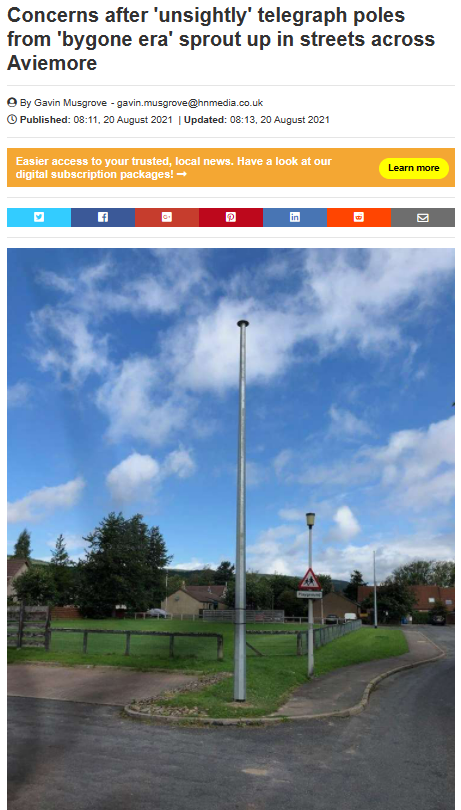 Concerns after 'unsightly' telegraph poles
from 'bygone era' sprout up in streets across
Aviemore
By Gavin Musgrove - gavin.musgrove@hnmedia.co.uk
Published: 08:11, 20 August 2021 | Updated: 08:13, 20 August 2021
Easier access to your trusted, local news. Have a look at our
digital subscription packages! ➞
Learn more
Playground